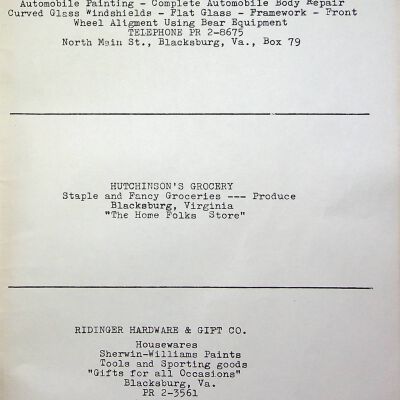 Automobile Painting - Complete Automobile Body Repair
Curved Glass Windshields - Flat Glass - Framework - Front
Wheel Aligment Using Bear Equipment
TELEPHONE PR 2-8675
North Main St., Blacksburg, Va., Box 79
HUTCHINSON'S GROCERY
Staple and Fancy Groceries --- Produce
Blacksburg, Virginia
"The Home Folks Store"
RIDINGER HARDWARE & GIFT CO.
Housewares
Sherwin-Williams Paints
Tools and Sporting goods
"Gifts for all Occasions"
Blacksburg, Va.
PR 2-3561